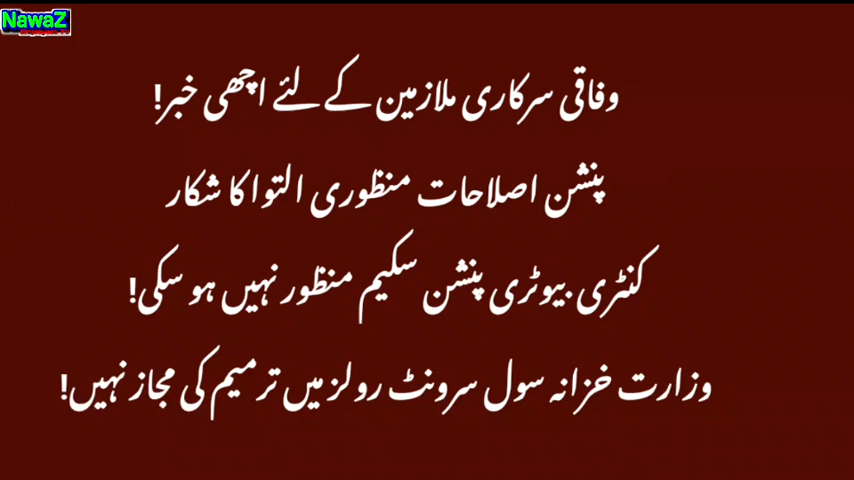 NawaZ
وفاقی سرکاری ملازمین کے لئے اچھی خبر!
پنشن اصلاحات منظوری التوا کا شکار
کنٹری بیوٹری پنشن سکیم منظور نہیں ہو سکی!
وزارت خزانہ سول سرونٹ رولز میں ترمیم کی مجاز نہیں!